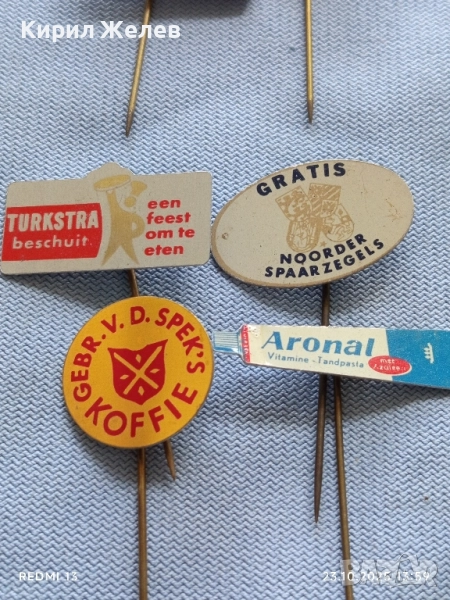 Кирил Желев
TURKSTRA
beschuit
een
feest
om te
eten
GRATIS
NOORDER
SPAARZEGELS
GEBR. V. D. SPEK'S
KOFFIE
Aronal
Vitamine - Tandpasta
met
REDMI 13